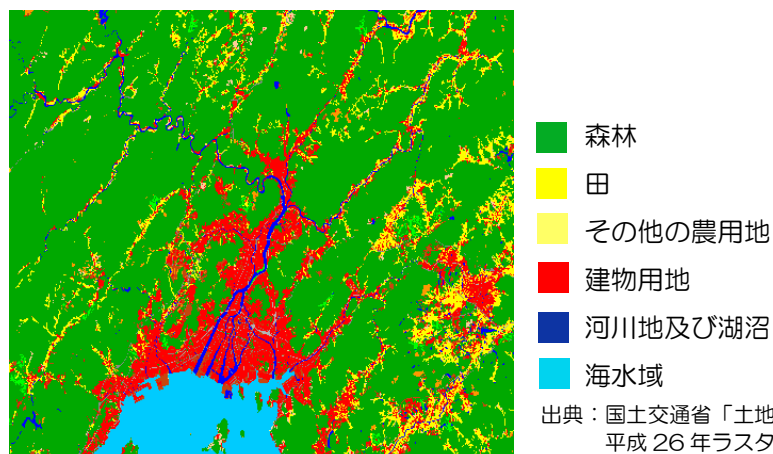 森林
田
その他の農用地
建物用地
河川地及び湖沼
海水域
出典：国土交通省「土地
平成 26 年ラスタ